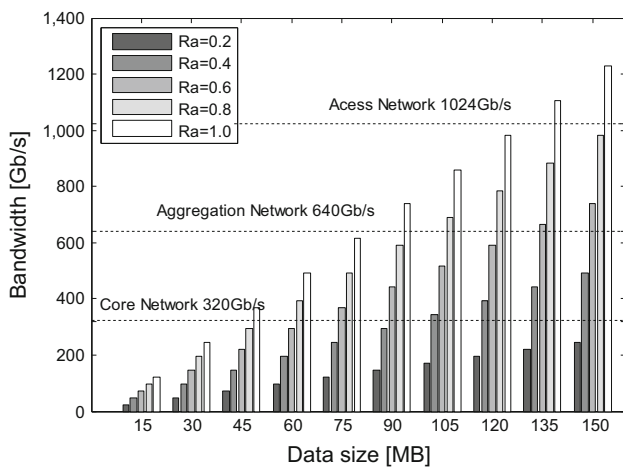 1,400
1200
1,000
800
600
400
200
0
Bandwidth [Gb/s]
Ra=0.2
Ra=0.4
Ra=0.6
Ra=0.8
Ra=1.0
Acess Network 1024Gb/s
Aggregation Network 640Gb/s
Core Network 320Gb/s
15 30 45 60 75 90 105 120 135 150
Data size [MB]